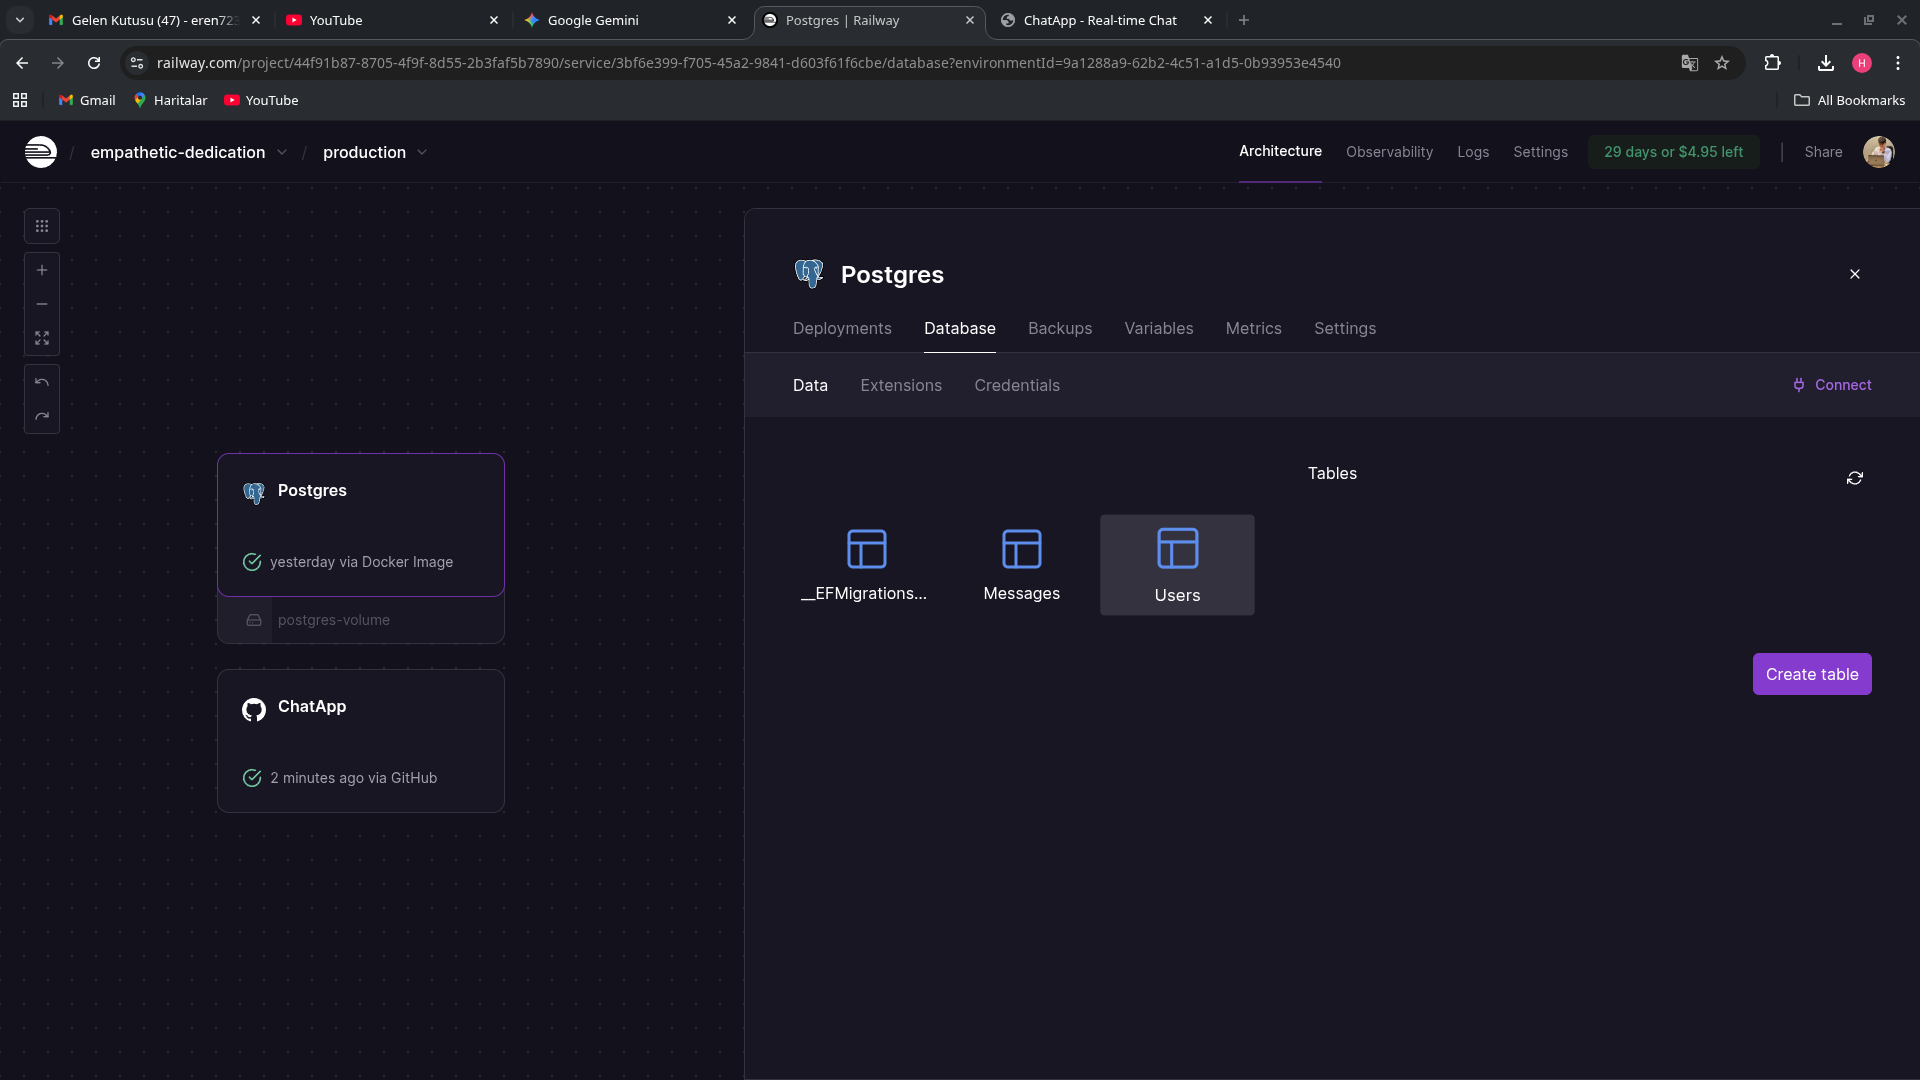 Gelen Kutusu (47) - eren723
YouTube
Google Gemini
Postgres | Railway
ChatApp - Real-time Chat
railway.com/project/44f91b87-8705-4f9f-8d55-2b3faf5b7890/service/3bf6e399-f705-45a2-9841-d603f61f6cbe/database?environmentId=9a1288a9-62b2-4c51-a1d5-0b93953e4540
H
Gmail
Haritalar
YouTube
All Bookmarks
/ empathetic-dedication / production
Architecture
Observability
Logs
Settings
29 days or $4.95 left
Share
Postgres
Deployments
Database
Backups
Variables
Metrics
Settings
Data
Extensions
Credentials
Connect
Tables
__EFMigrations...
Messages
Users
Create table
Postgres
yesterday via Docker Image
postgres-volume
ChatApp
2 minutes ago via GitHub